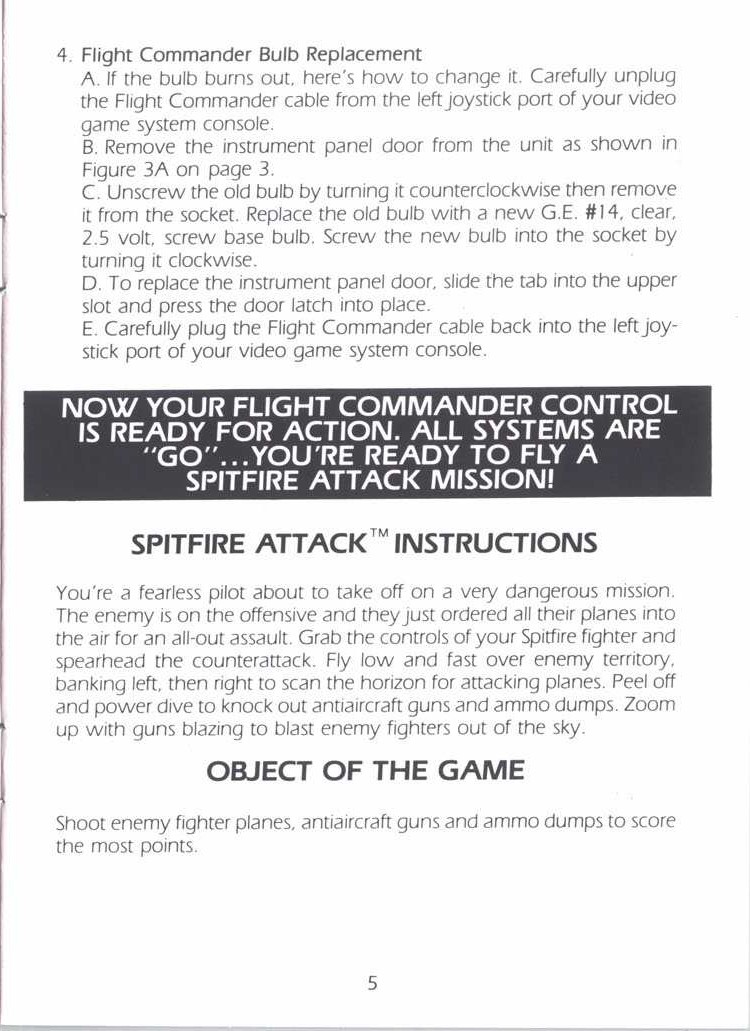 4. Flight Commander Bulb Replacement
A. If the bulb burns out, here's how to change it. Carefully unplug
the Flight Commander cable from the left joystick port of your video
game system console.
B. Remove the instrument panel door from the unit as shown in
Figure 3A on page 3.
C. Unscrew the old bulb by turning it counterclockwise then remove
it from the socket. Replace the old bulb with a new G.E. #14, clear,
2.5 volt, screw base bulb. Screw the new bulb into the socket by
turning it clockwise.
D. To replace the instrument panel door, slide the tab into the upper
slot and press the door latch into place.
E. Carefully plug the Flight Commander cable back into the left joy-
stick port of your video game system console.
NOW YOUR FLIGHT COMMANDER CONTROL
IS READY FOR ACTION. ALL SYSTEMS ARE
"GO"...YOU'RE READY TO FLY A
SPITFIRE ATTACK MISSION!
SPITFIRE ATTACK™ INSTRUCTIONS
You're a fearless pilot about to take off on a very dangerous mission.
The enemy is on the offensive and they just ordered all their planes into
the air for an all-out assault. Grab the controls of your Spitfire fighter and
spearhead the counterattack. Fly low and fast over enemy territory,
banking left, then right to scan the horizon for attacking planes. Peel off
and power dive to knock out antiaircraft guns and ammo dumps. Zoom
up with guns blazing to blast enemy fighters out of the sky.
OBJECT OF THE GAME
Shoot enemy fighter planes, antiaircraft guns and ammo dumps to score
the most points.
5